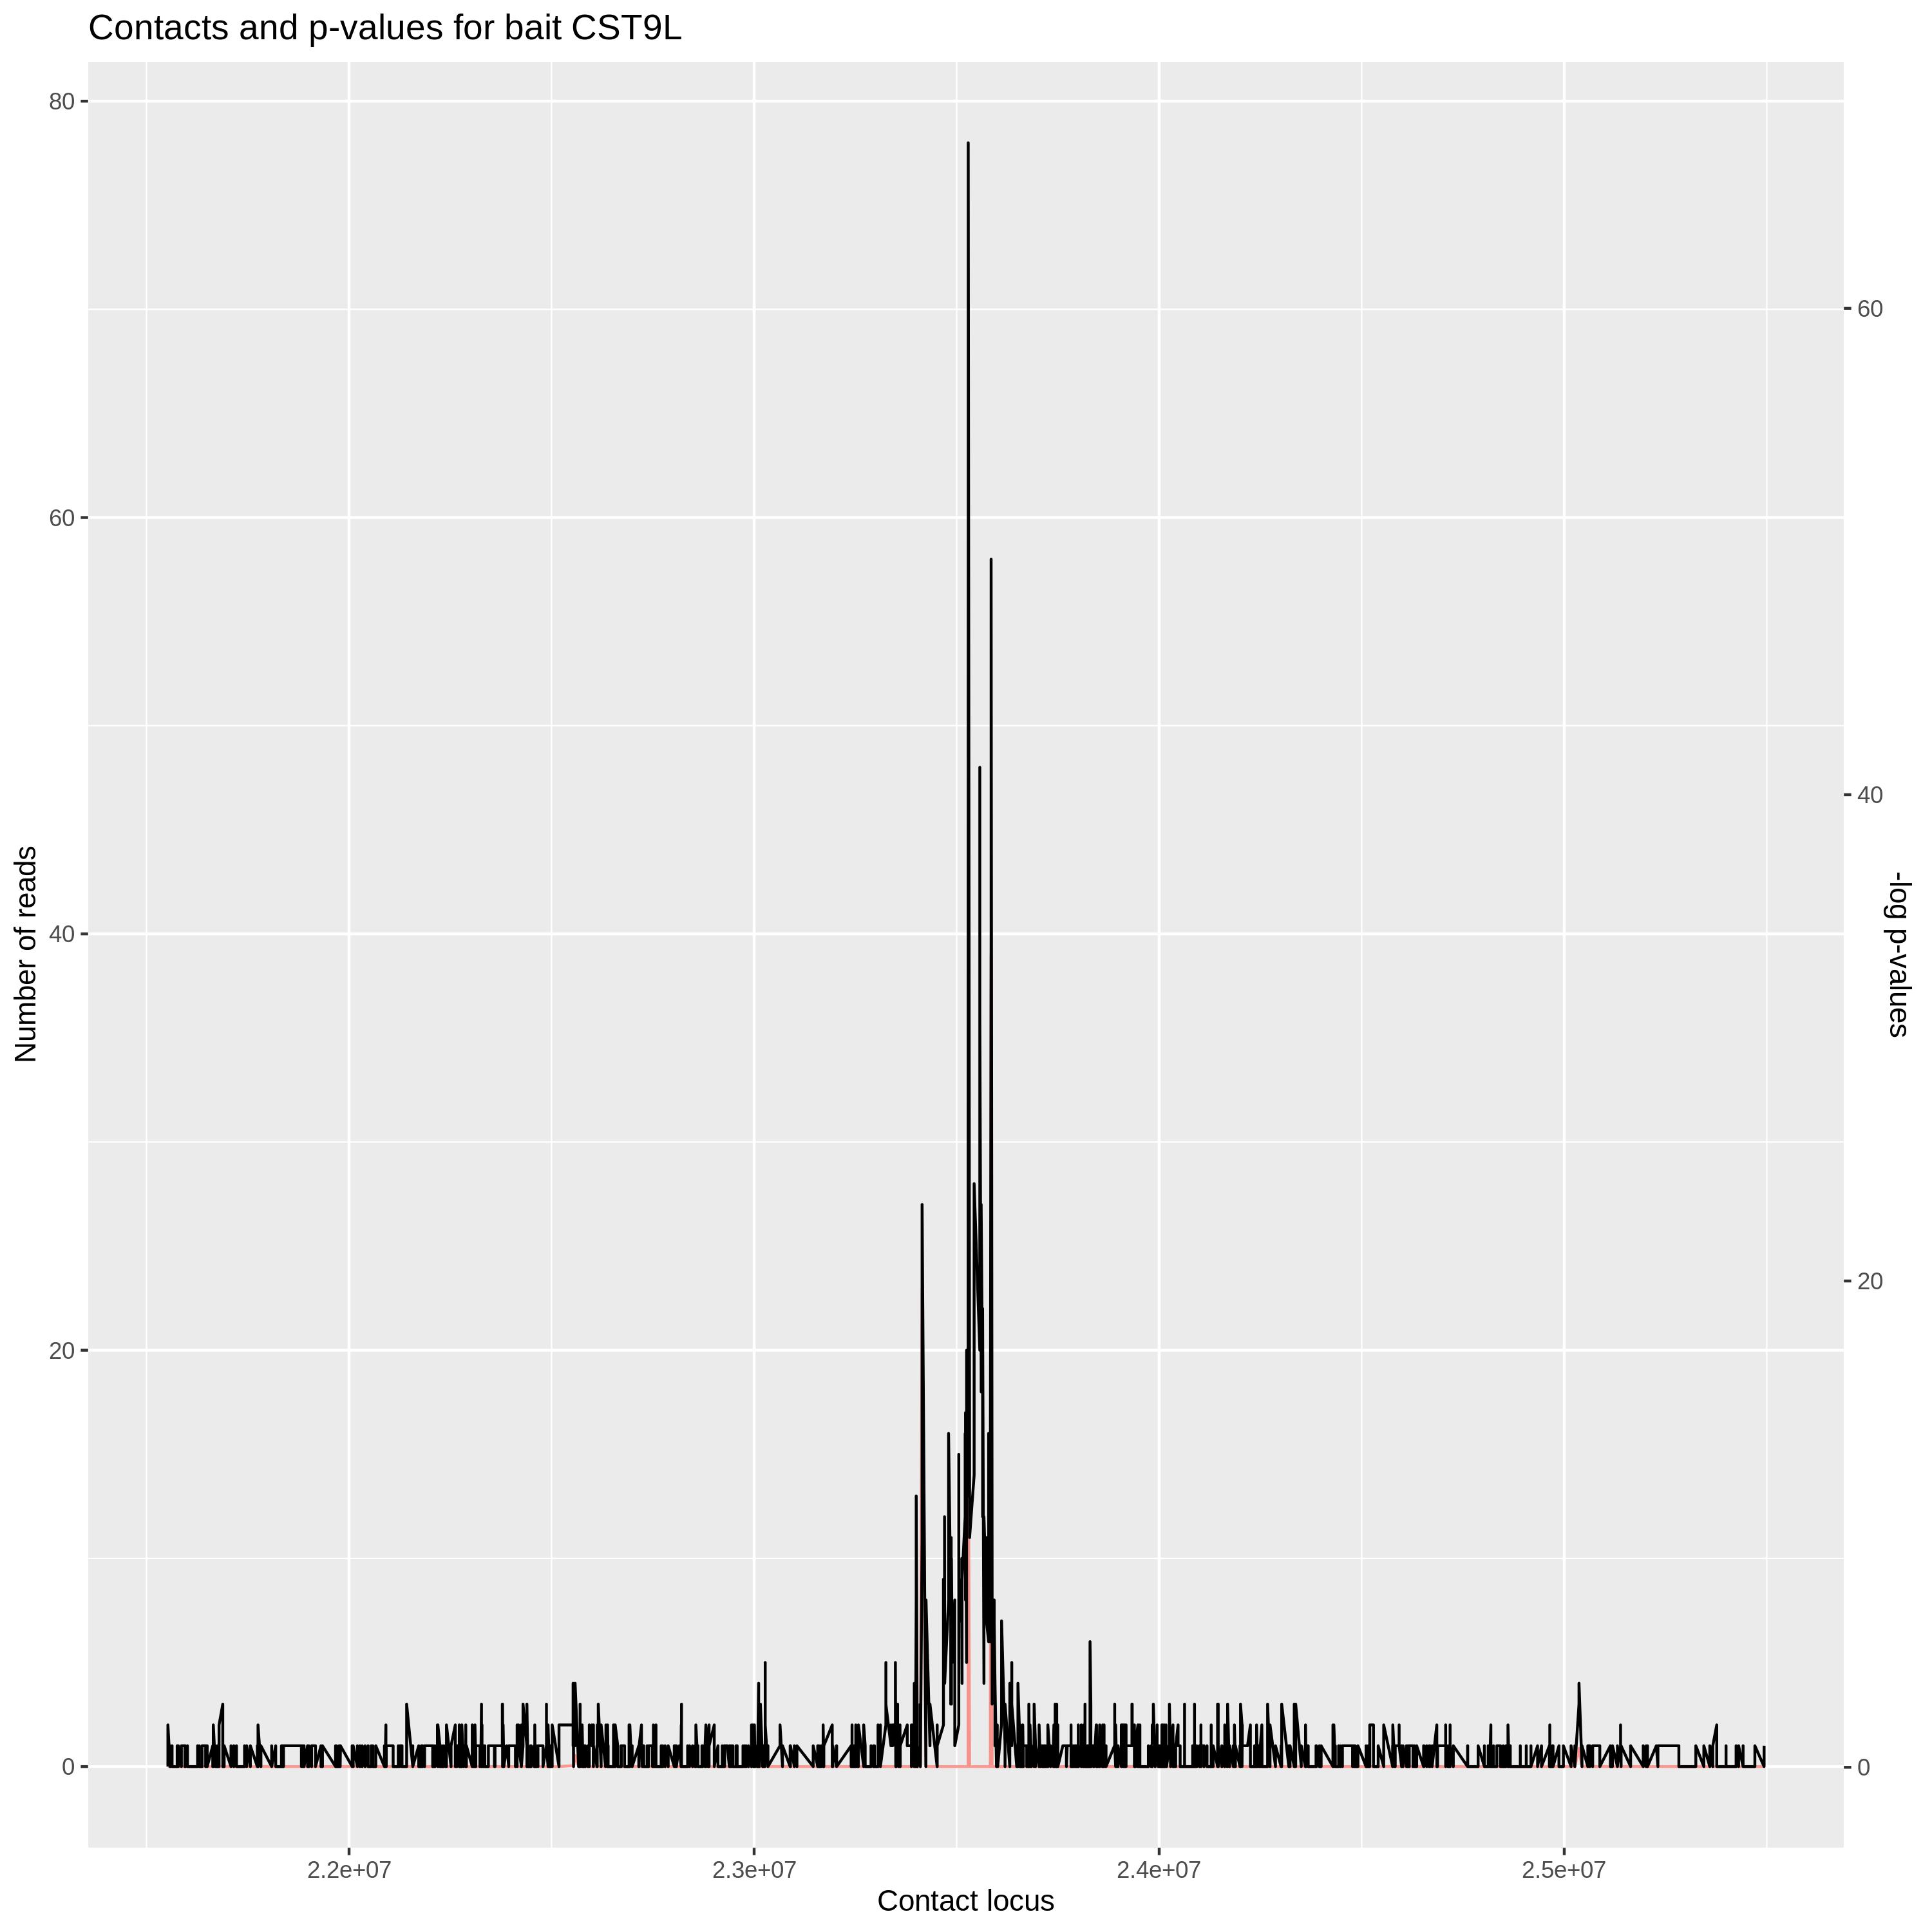 Contacts and p-values for bait CST9L
80
60
40
20
0
Number of reads
60
40
20
0
-log p-values
2.2e+07 2.3e+07 2.4e+07 2.5e+07
Contact locus